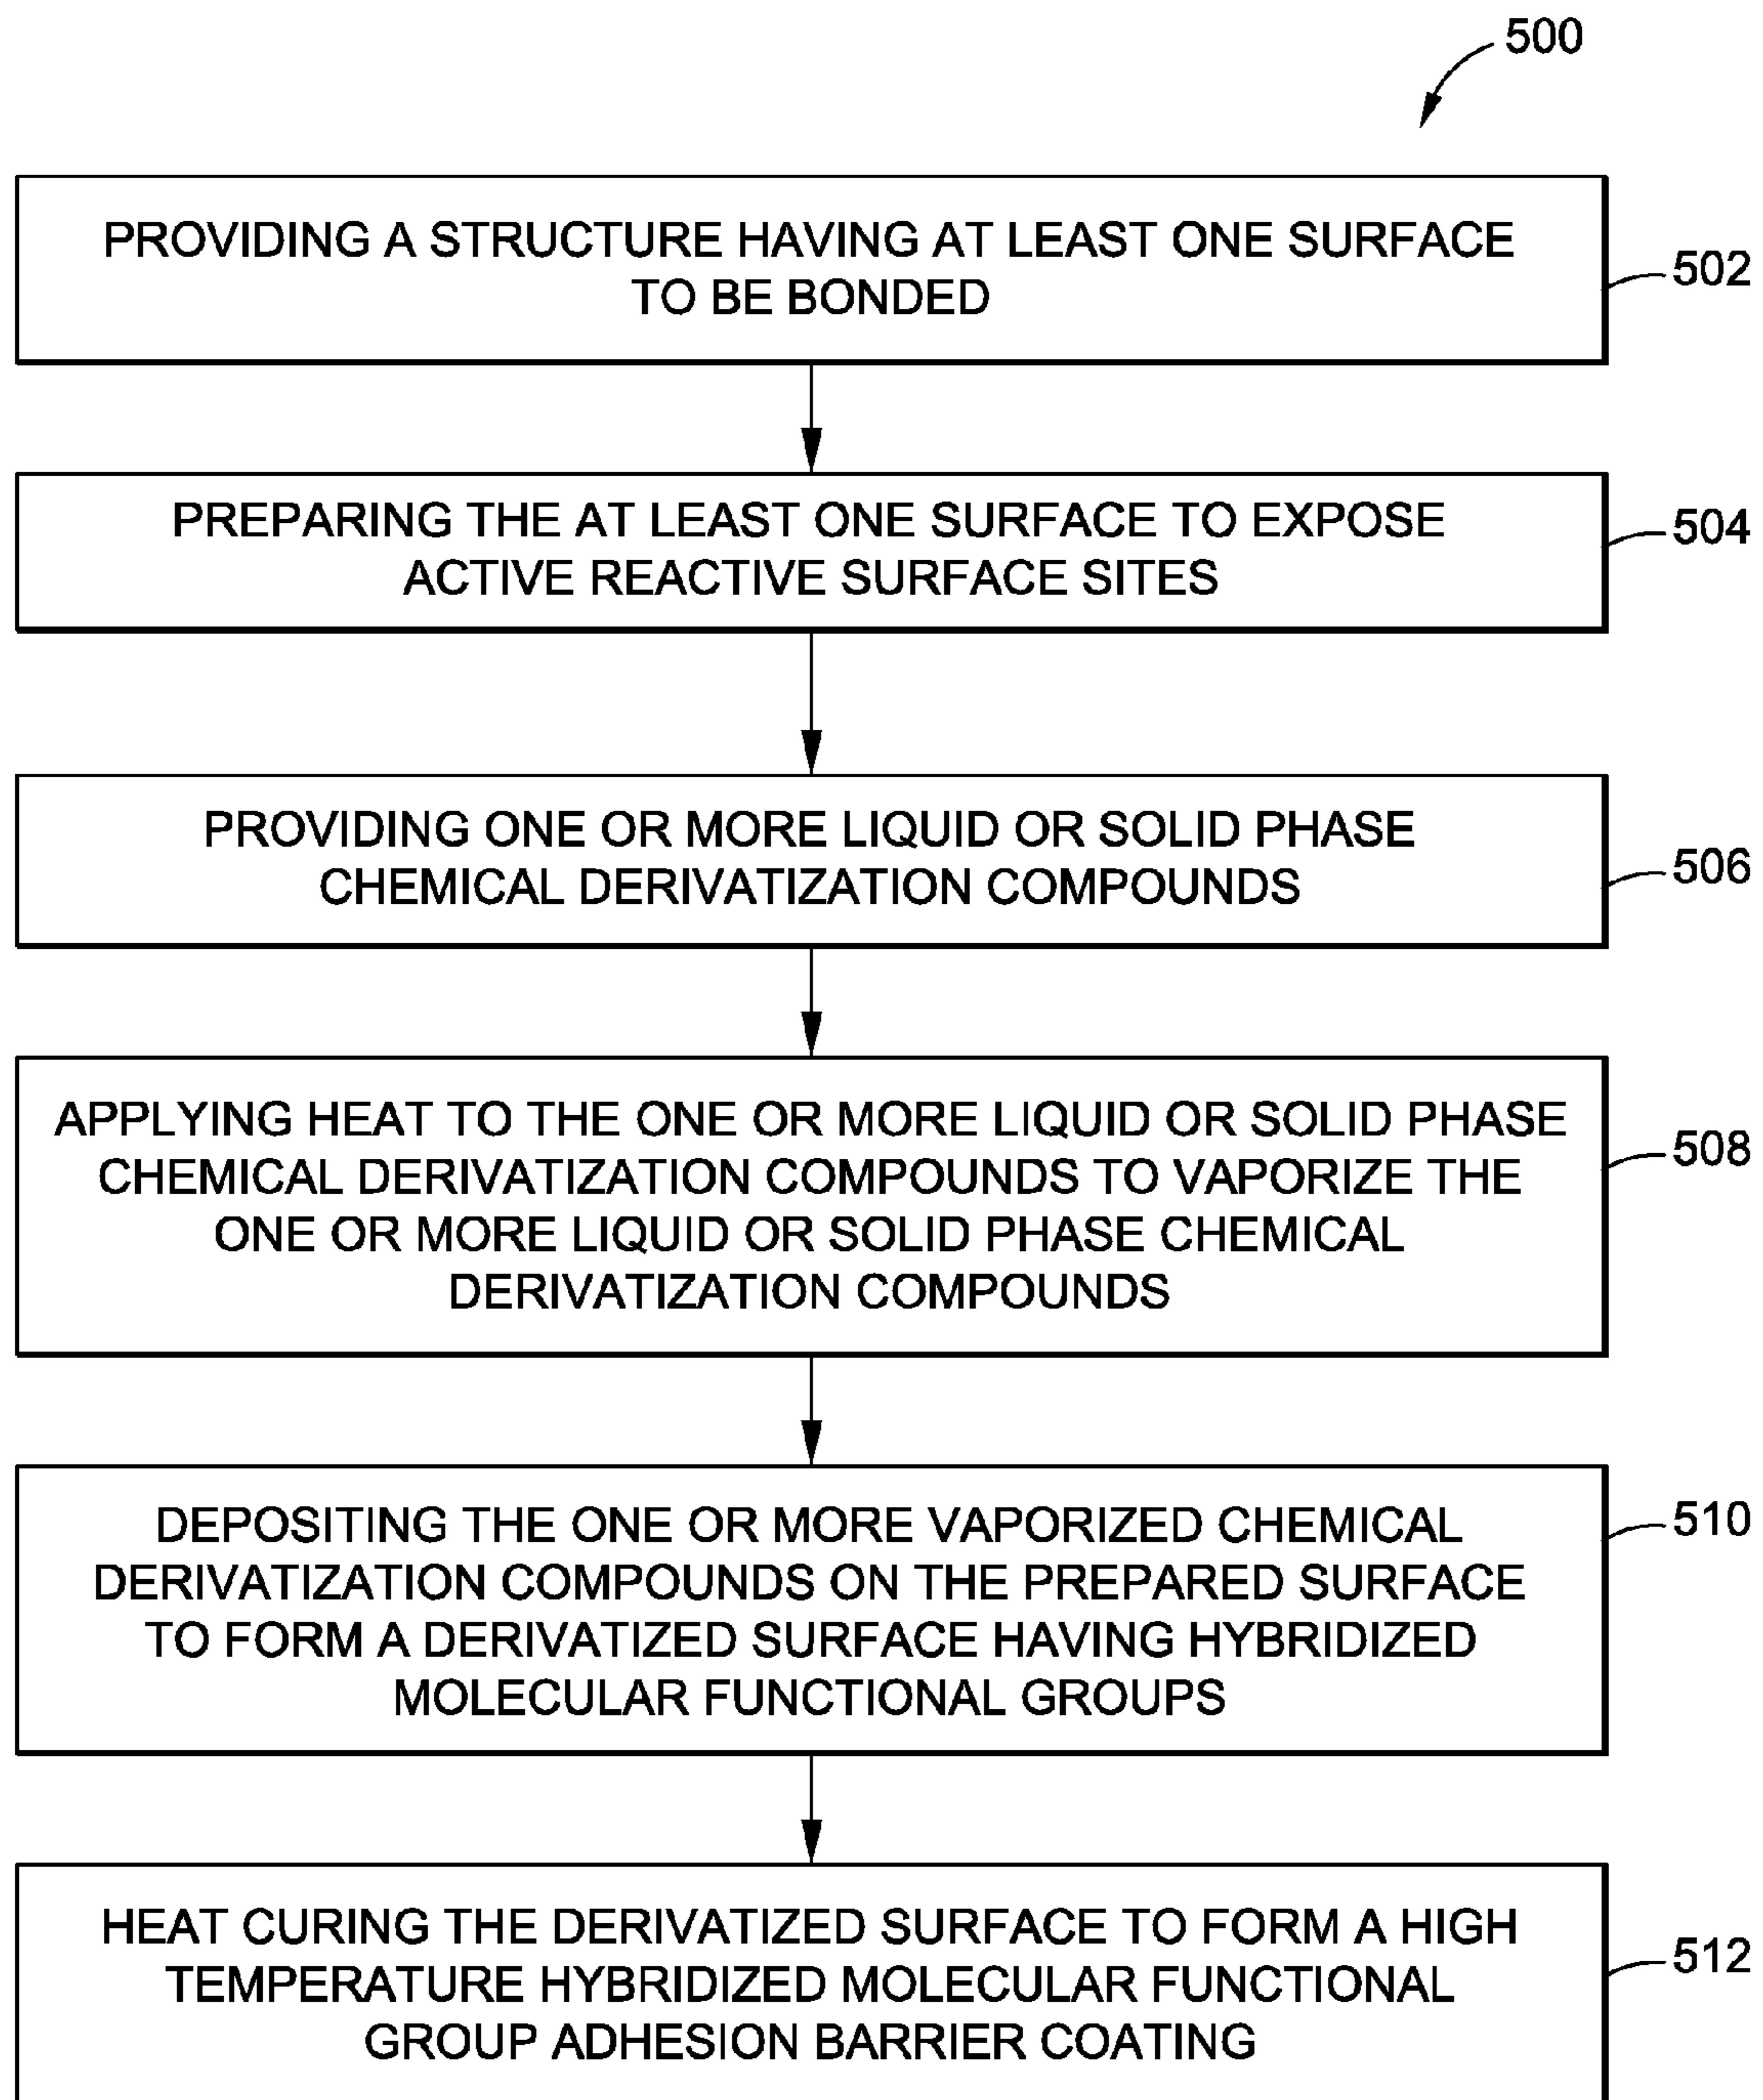 500
PROVIDING A STRUCTURE HAVING AT LEAST ONE SURFACE
TO BE BONDED
502
PREPARING THE AT LEAST ONE SURFACE TO EXPOSE
ACTIVE REACTIVE SURFACE SITES
504
PROVIDING ONE OR MORE LIQUID OR SOLID PHASE
CHEMICAL DERIVATIZATION COMPOUNDS
506
APPLYING HEAT TO THE ONE OR MORE LIQUID OR SOLID PHASE
CHEMICAL DERIVATIZATION COMPOUNDS TO VAPORIZE THE
ONE OR MORE LIQUID OR SOLID PHASE CHEMICAL
DERIVATIZATION COMPOUNDS
508
DEPOSITING THE ONE OR MORE VAPORIZED CHEMICAL
DERIVATIZATION COMPOUNDS ON THE PREPARED SURFACE
TO FORM A DERIVATIZED SURFACE HAVING HYBRIDIZED
MOLECULAR FUNCTIONAL GROUPS
510
HEAT CURING THE DERIVATIZED SURFACE TO FORM A HIGH
TEMPERATURE HYBRIDIZED MOLECULAR FUNCTIONAL
GROUP ADHESION BARRIER COATING
512